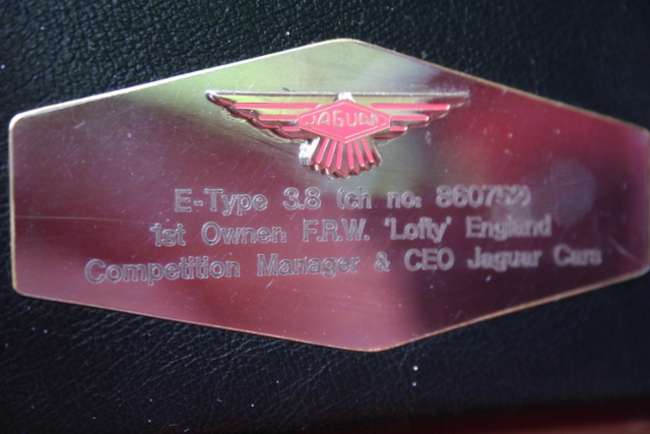 JAGUAR
E-Type 3.8 (ch no: 860752)
1st Owner: F.R.W. 'Lofty' England
Competition Manager & CEO Jaguar Cars